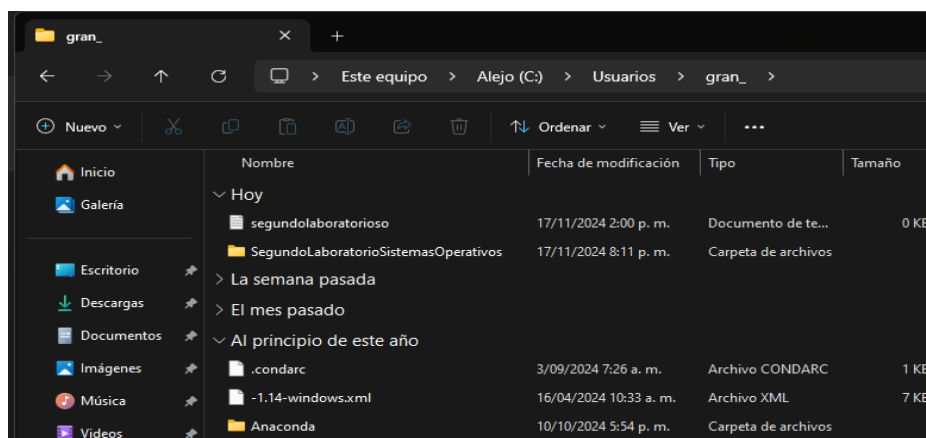 gran_
Este equipo > Alejo (C:) > Usuarios > gran_ >
Nuevo Ordenar Ver ...
Nombre Fecha de modificación Tipo Tamaño
Inicio
Galería
Escritorio
Descargas
Documentos
Imágenes
Música
Videos
Hoy
segundolaboratorioso 17/11/2024 2:00 p. m. Documento de te... 0 KB
SegundoLaboratorioSistemasOperativos 17/11/2024 8:11 p. m. Carpeta de archivos
La semana pasada
El mes pasado
Al principio de este año
.condarc 3/09/2024 7:26 a. m. Archivo CONDARC 1 KB
-1.14-windows.xml 16/04/2024 10:33 a. m. Archivo XML 7 KB
Anaconda 10/10/2024 5:54 p. m. Carpeta de archivos